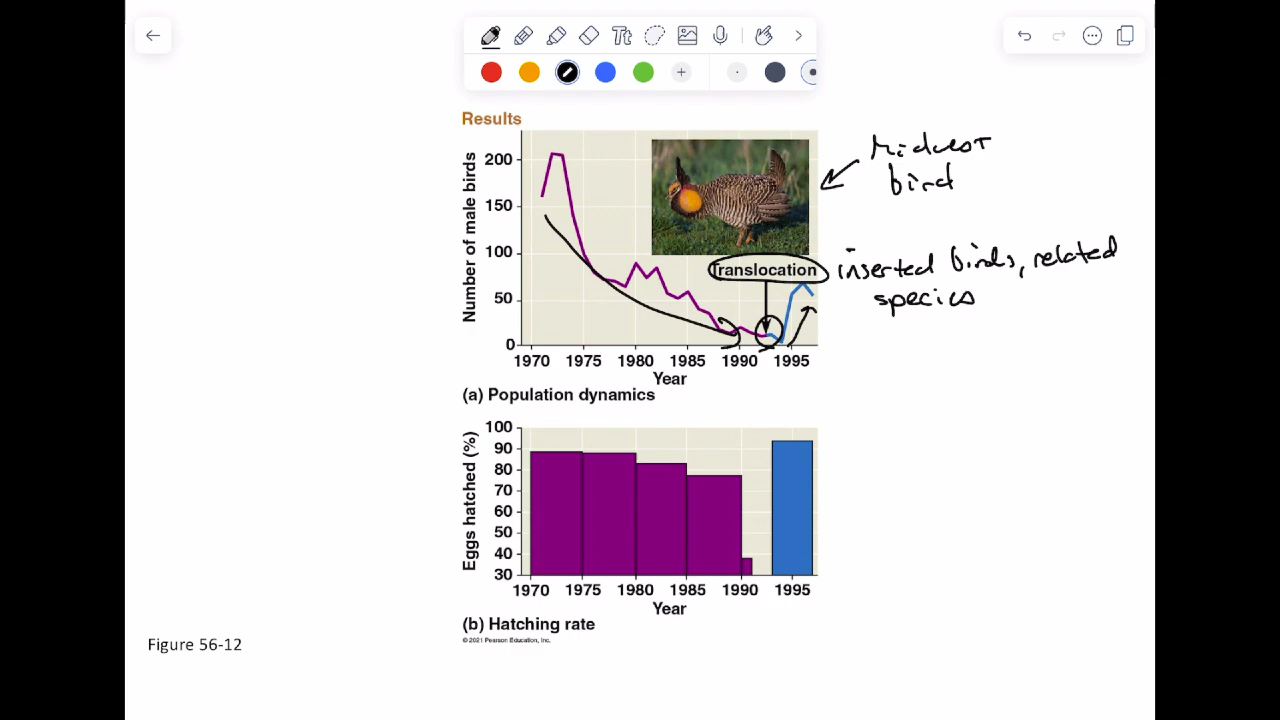 Tt
Results
Number of male birds
200
150
100
50
0
1970 1975 1980 1985 1990 1995
Year
Translocation
Midwest
bird
inserted birds, related
species
(a) Population dynamics
Eggs hatched (%)
100
90
80
70
60
50
40
30
1970 1975 1980 1985 1990 1995
Year
(b) Hatching rate
© 2021 Pearson Education, Inc.
Figure 56-12